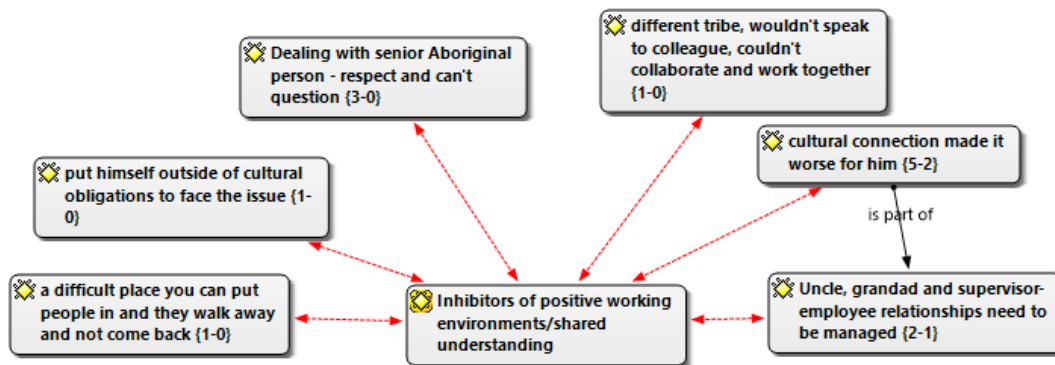 Dealing with senior Aboriginal
person - respect and can't
question {3-0}
different tribe, wouldn't speak
to colleague, couldn't
collaborate and work together
{1-0}
cultural connection made it
worse for him {5-2}
put himself outside of cultural
obligations to face the issue {1-
0}
is part of
a difficult place you can put
people in and they walk away
and not come back {1-0}
Inhibitors of positive working
environments/shared
understanding
Uncle, grandad and supervisor-
employee relationships need to
be managed {2-1}